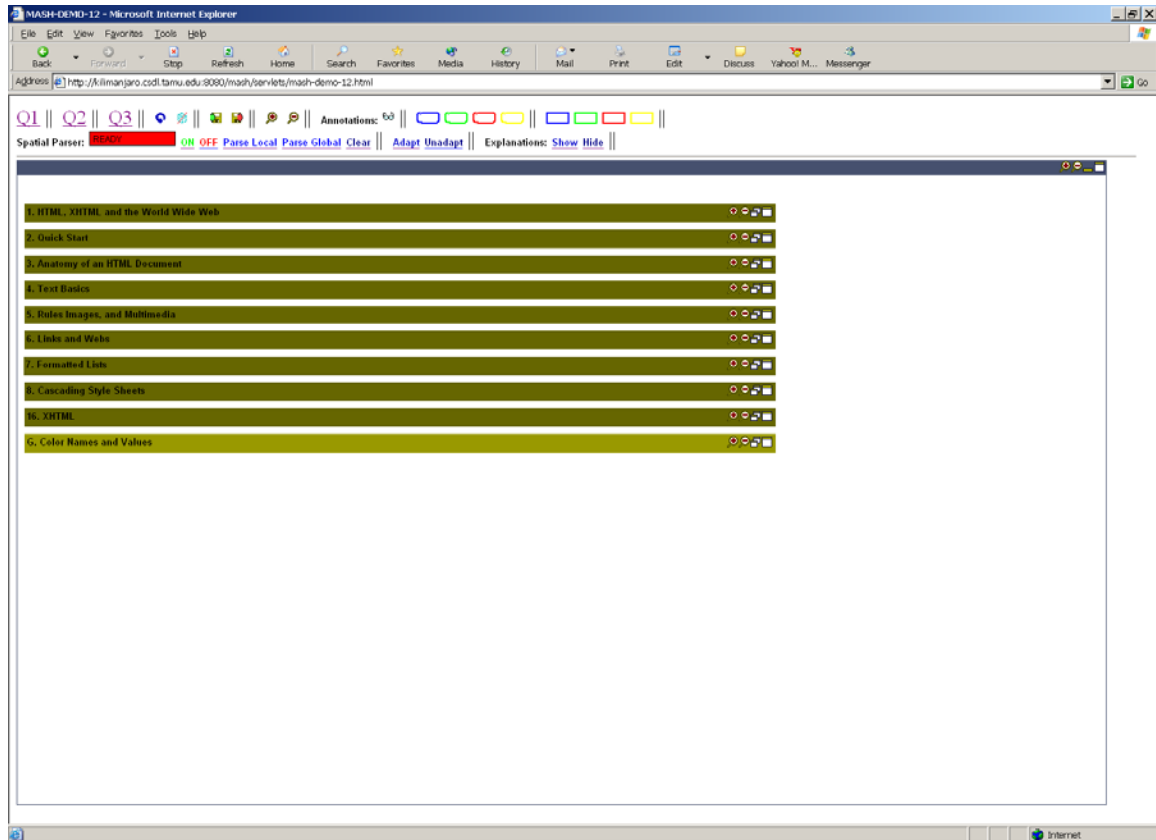 MASH-DEMO-12 - Microsoft Internet Explorer
File Edit View Favorites Tools Help
Back Forward Stop Refresh Home Search Favorites Media History Mail Print Edit Discuss Yahoo! M... Messenger
Address http://kilimanjaro.csdl.tamu.edu:8080/mash/servlets/mash-demo-12.html Go
Q1 || Q2 || Q3 || || || || Annotations: || || ||
Spatial Parser: READY ON OFF Parse Local Parse Global Clear || Adapt Unadapt || Explanations: Show Hide ||
1. HTML, XHTML and the World Wide Web
2. Quick Start
3. Anatomy of an HTML Document
4. Text Basics
5. Rules Images, and Multimedia
6. Links and Webs
7. Formatted Lists
8. Cascading Style Sheets
16. XHTML
G. Color Names and Values
Internet